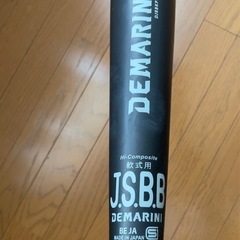 DEMARINI
Hi-Composite
軟式用
J.S.B.B
DEMARINI
BE JA
MADE IN JAPAN